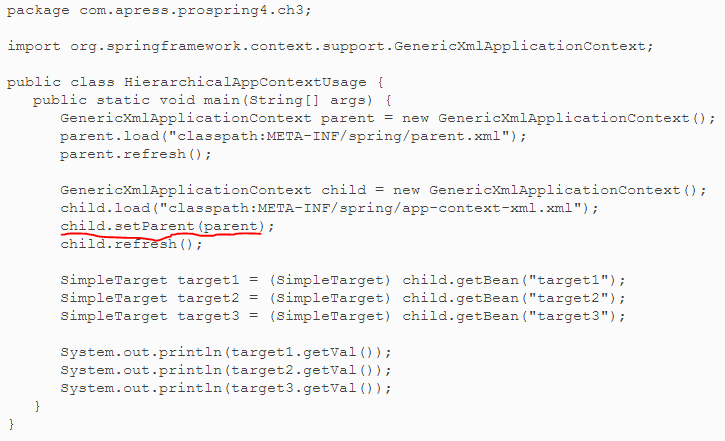 package com.apress.prospring4.ch3;
import org.springframework.context.support.GenericXmlApplicationContext;
public class HierarchicalAppContextUsage {
public static void main(String[] args) {
GenericXmlApplicationContext parent = new GenericXmlApplicationContext();
parent.load("classpath:META-INF/spring/parent.xml");
parent.refresh();
GenericXmlApplicationContext child = new GenericXmlApplicationContext();
child.load("classpath:META-INF/spring/app-context-xml.xml");
child.setParent(parent);
child.refresh();
SimpleTarget target1 = (SimpleTarget) child.getBean("target1");
SimpleTarget target2 = (SimpleTarget) child.getBean("target2");
SimpleTarget target3 = (SimpleTarget) child.getBean("target3");
System.out.println(target1.getVal());
System.out.println(target2.getVal());
System.out.println(target3.getVal());
}
}